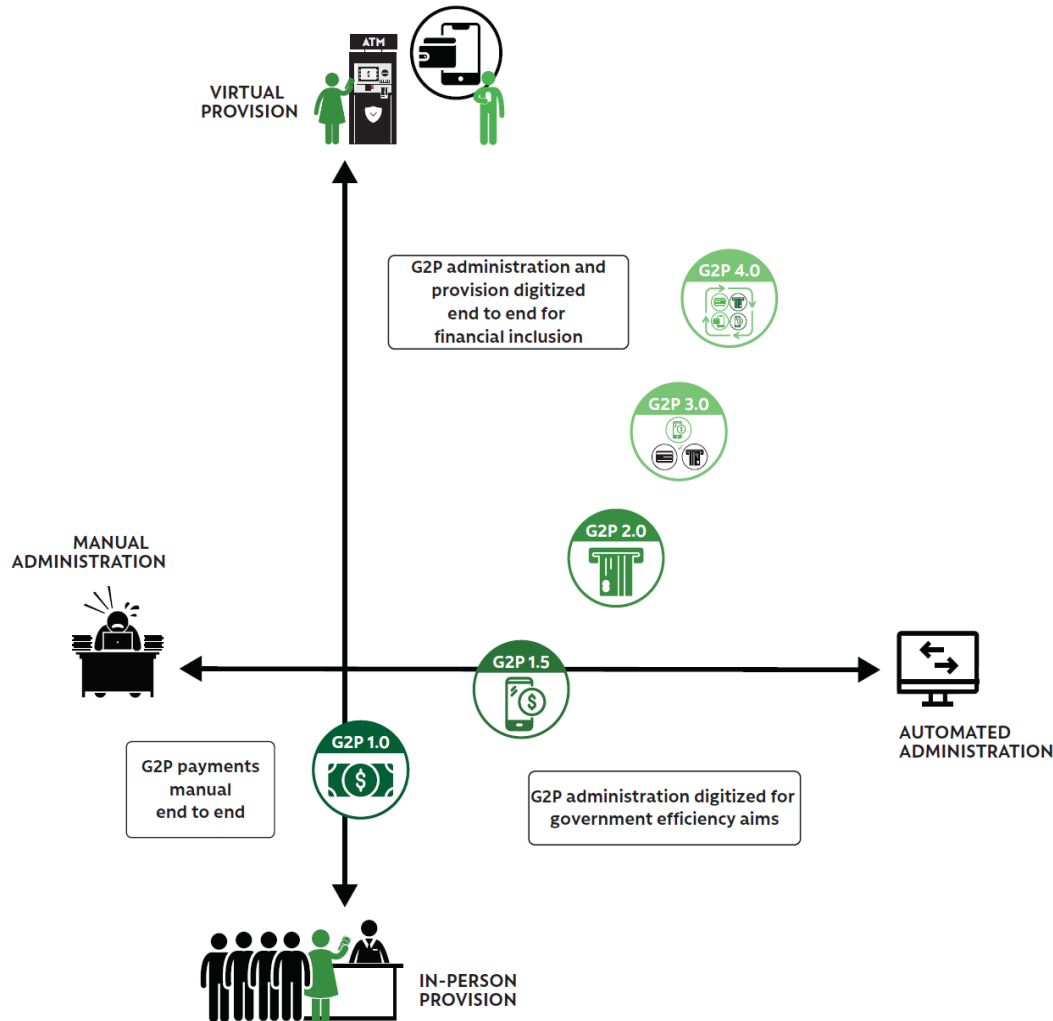 ATM
VIRTUAL
PROVISION
G2P administration and
provision digitized
end to end for
financial inclusion
G2P 4.0
G2P 3.0
G2P 2.0
MANUAL
ADMINISTRATION
G2P 1.5
$
AUTOMATED
ADMINISTRATION
G2P 1.0
$
G2P payments
manual
end to end
G2P administration digitized for
government efficiency aims
IN-PERSON
PROVISION